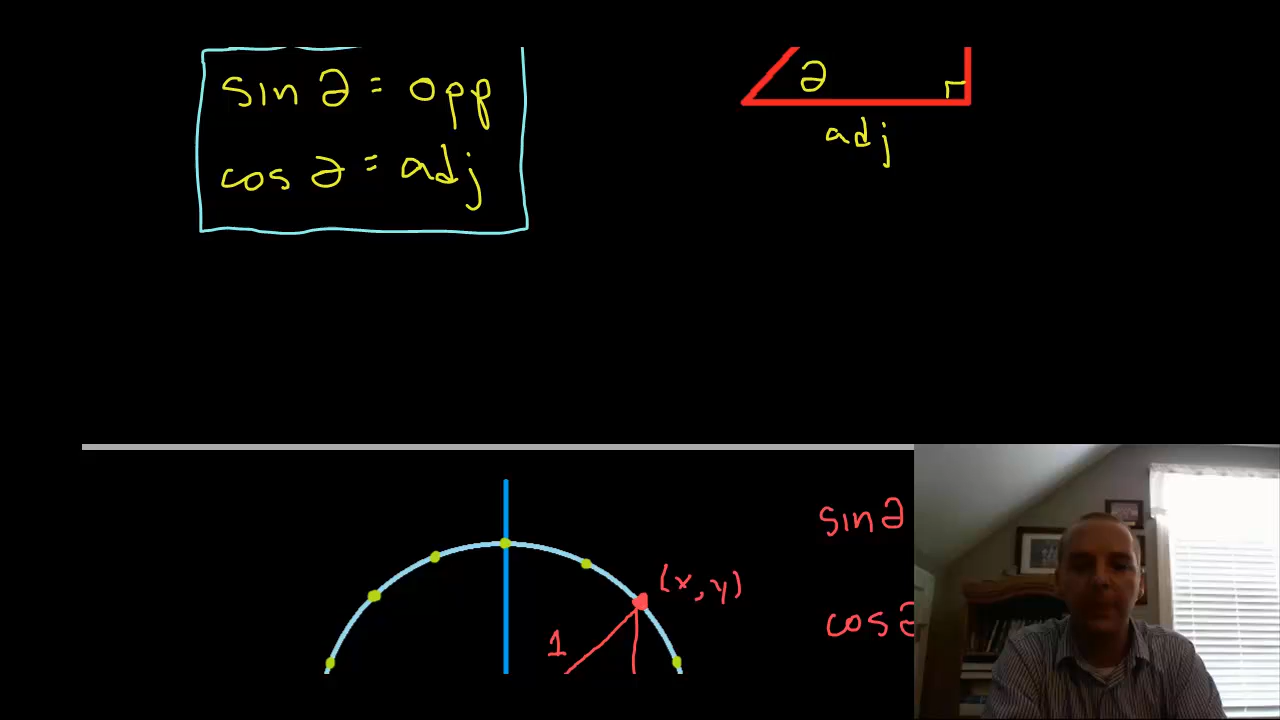 sin ∂ = opp
cos ∂ = adj
∂
adj
(x, y)
1
sin ∂
cos ∂